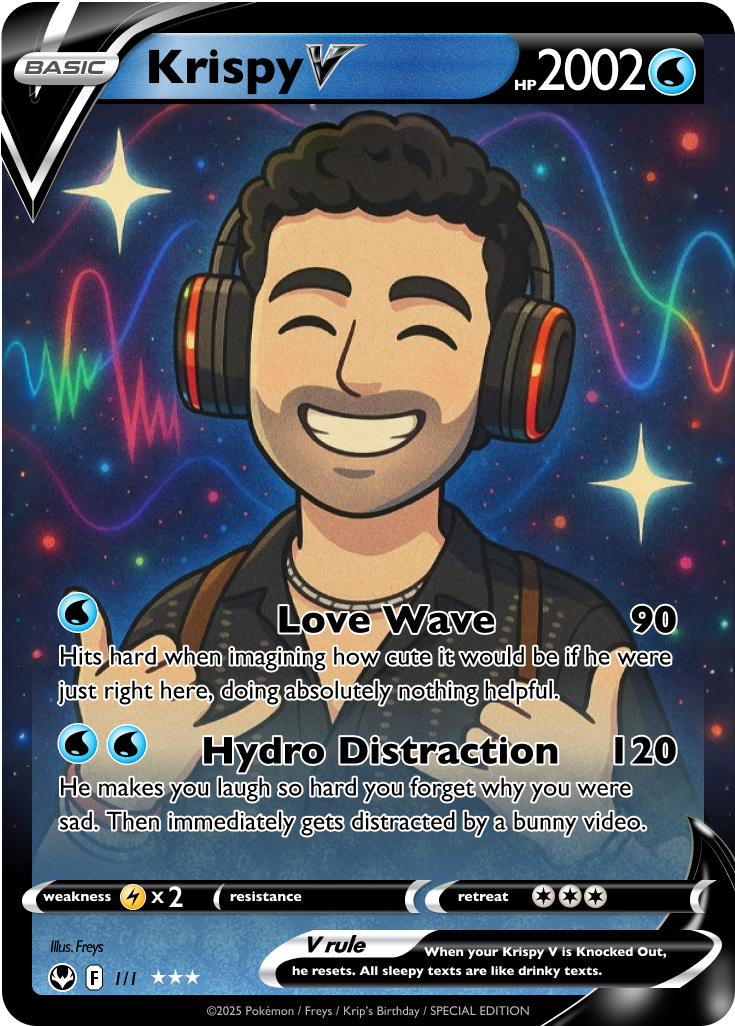 BASIC
Krispy V
HP 2002
Love Wave 90
Hits hard when imagining how cute it would be if he were
just right here, doing absolutely nothing helpful.
Hydro Distraction 120
He makes you laugh so hard you forget why you were
sad. Then immediately gets distracted by a bunny video.
weakness x2 resistance retreat
Illus. Freys
V rule
When your Krispy V is Knocked Out,
he resets. All sleepy texts are like drinky texts.
F 1/1
©2025 Pokémon / Freys / Krip's Birthday / SPECIAL EDITION